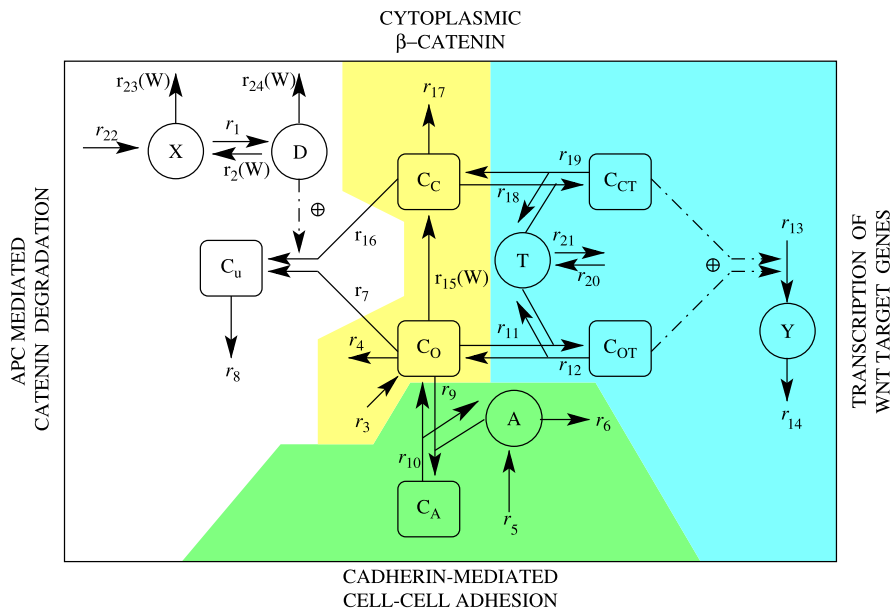 CYTOPLASMIC
β−CATENIN
r23(W)
r24(W)
r17
r22
r1
r2(W)
X
D
CC
r19
r18
CCT
⊕
r16
r13
APC MEDIATED
CATENIN DEGRADATION
Cu
r7
r15(W)
T
r21
r20
⊕
TRANSCRIPTION OF
WNT TARGET GENES
r8
r4
CO
r11
r12
COT
Y
r3
r9
r14
A
r6
r10
CA
r5
CADHERIN-MEDIATED
CELL-CELL ADHESION